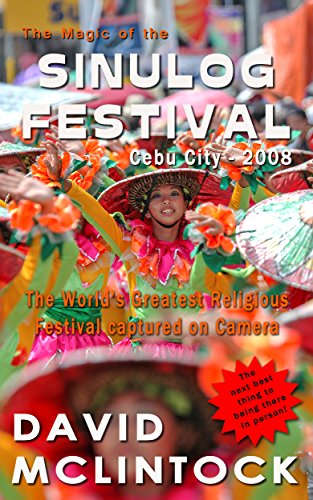 The Magic of the
SINULOG
FESTIVAL
Cebu City - 2008
The World's Greatest Religious
Festival captured on Camera
The
next best
thing to
being there
in person!
DAVID
MCLINTOCK